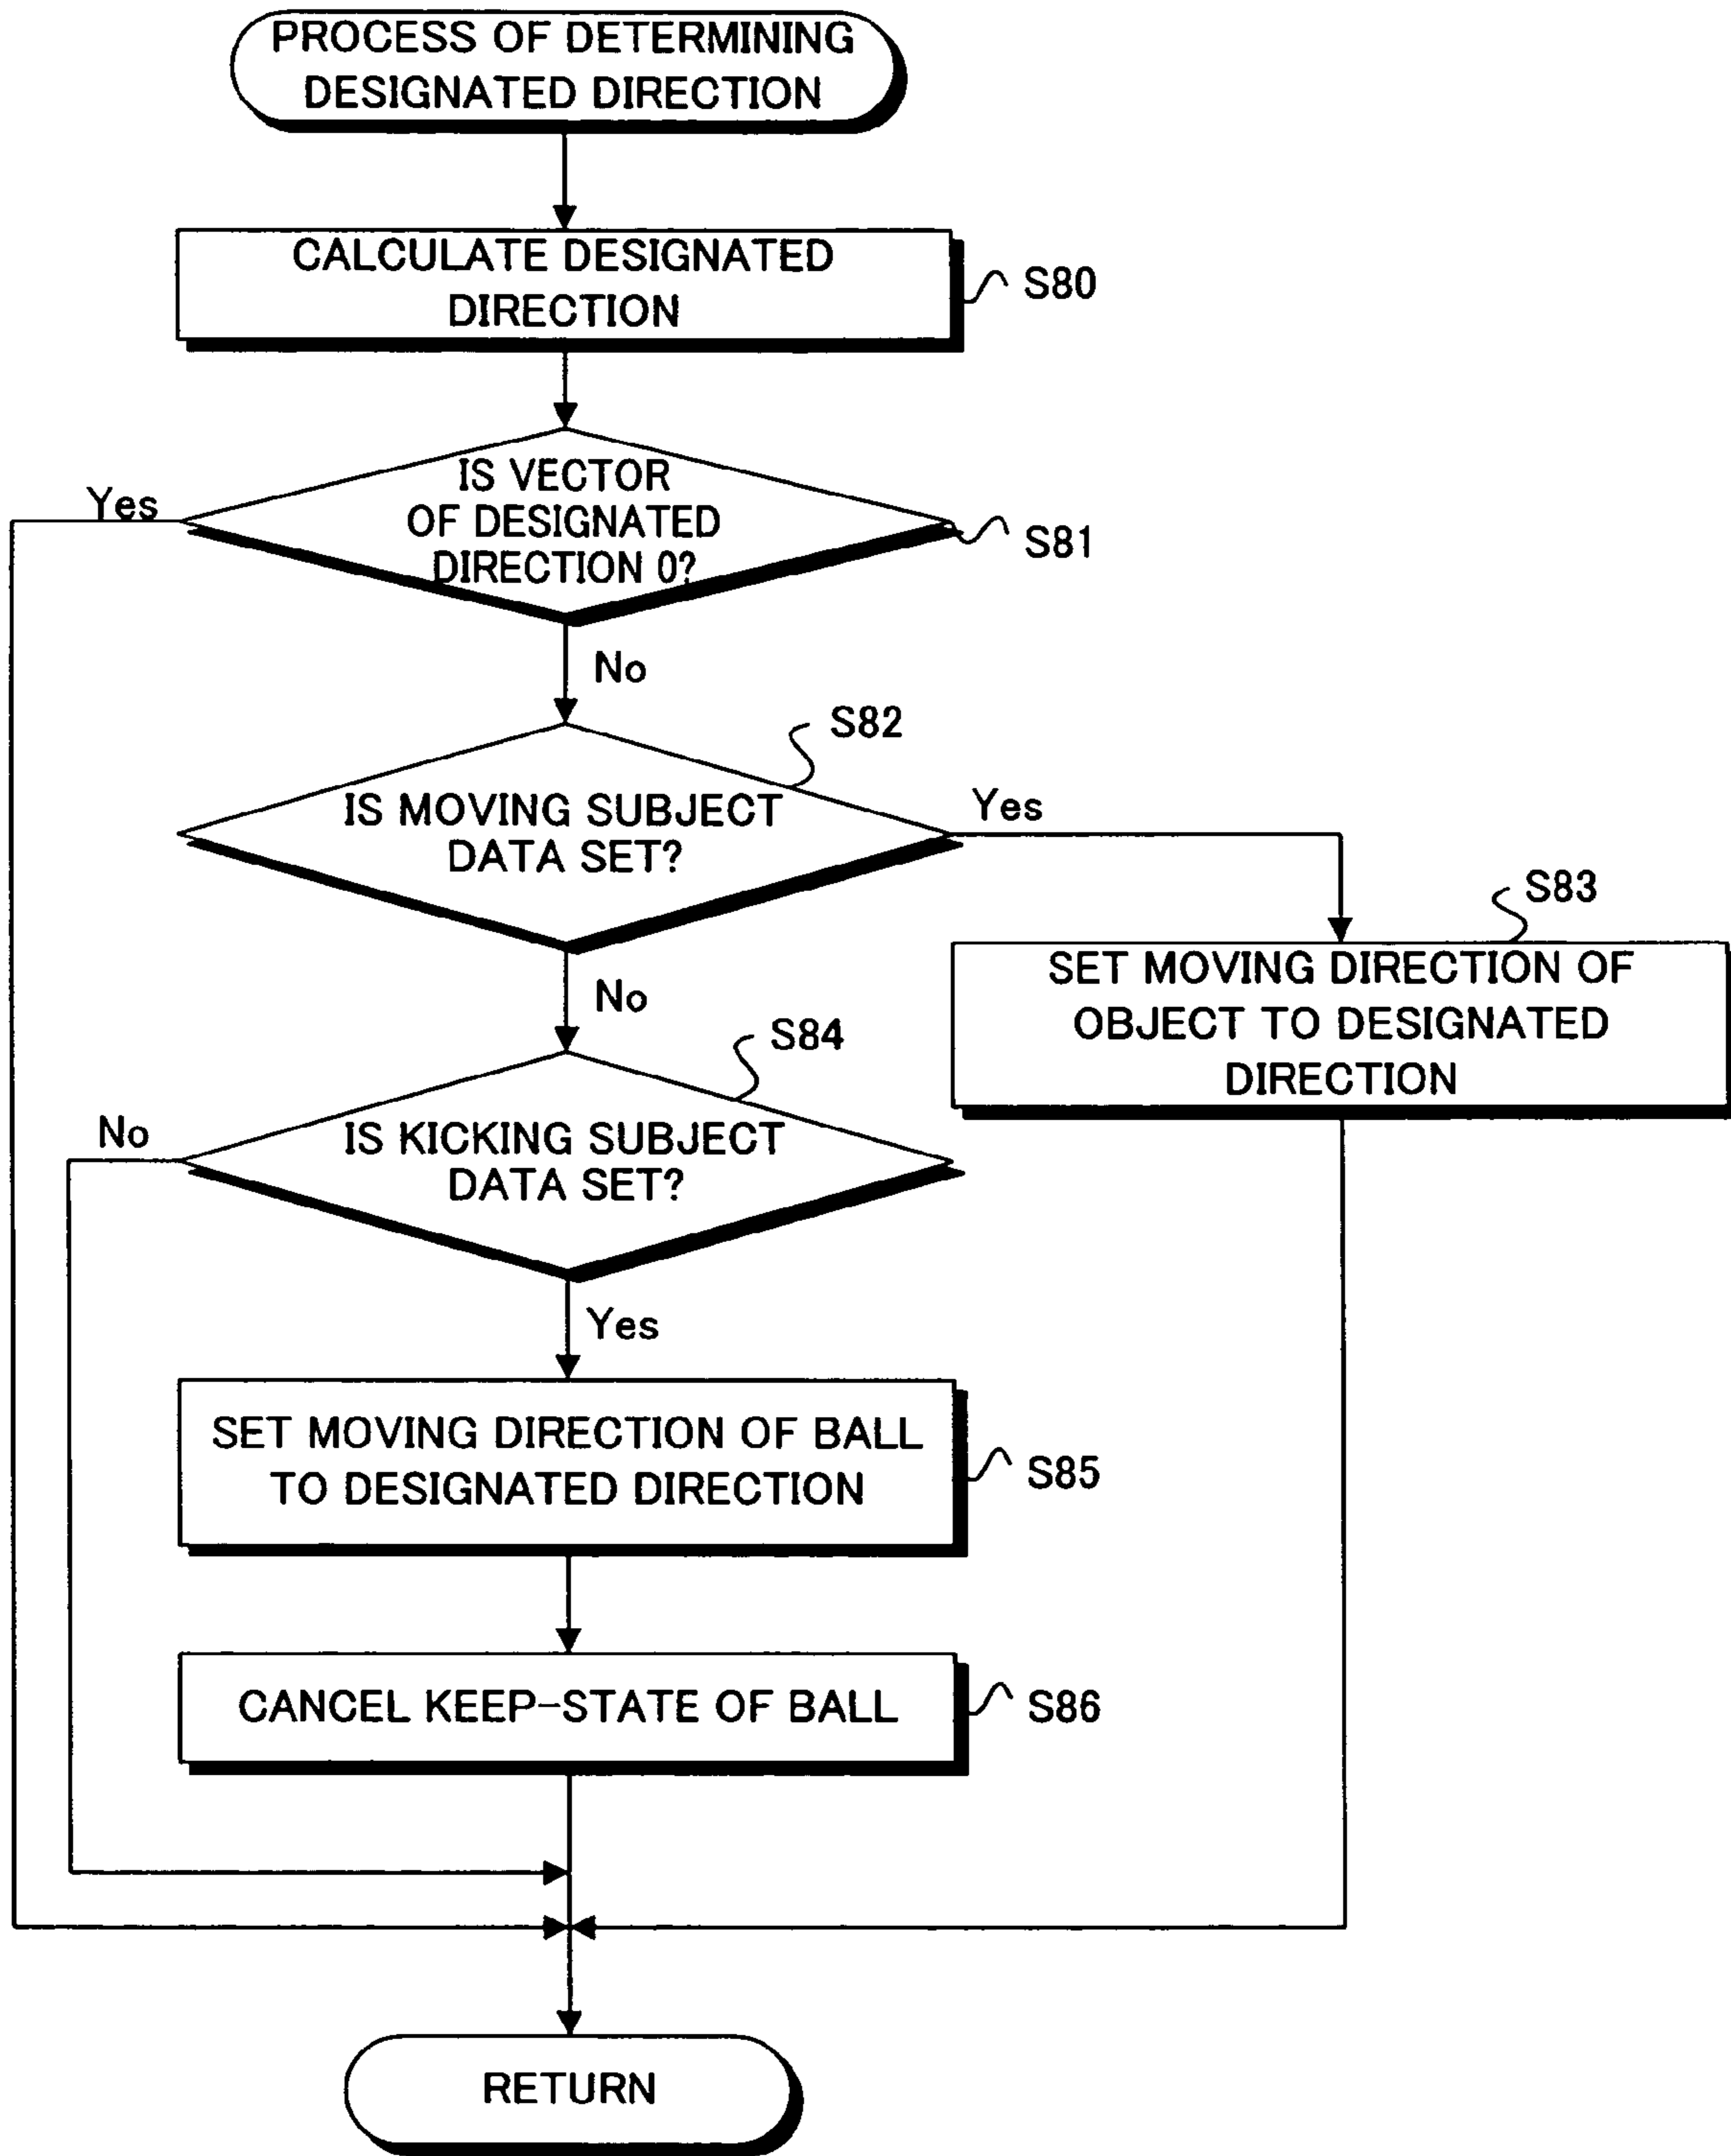 PROCESS OF DETERMINING
DESIGNATED DIRECTION
CALCULATE DESIGNATED
DIRECTION
S80
IS VECTOR
OF DESIGNATED
DIRECTION 0?
Yes
S81
No
S82
IS MOVING SUBJECT
DATA SET?
Yes
S83
SET MOVING DIRECTION OF
OBJECT TO DESIGNATED
DIRECTION
No
S84
IS KICKING SUBJECT
DATA SET?
No
Yes
SET MOVING DIRECTION OF BALL
TO DESIGNATED DIRECTION
S85
CANCEL KEEP-STATE OF BALL
S86
RETURN